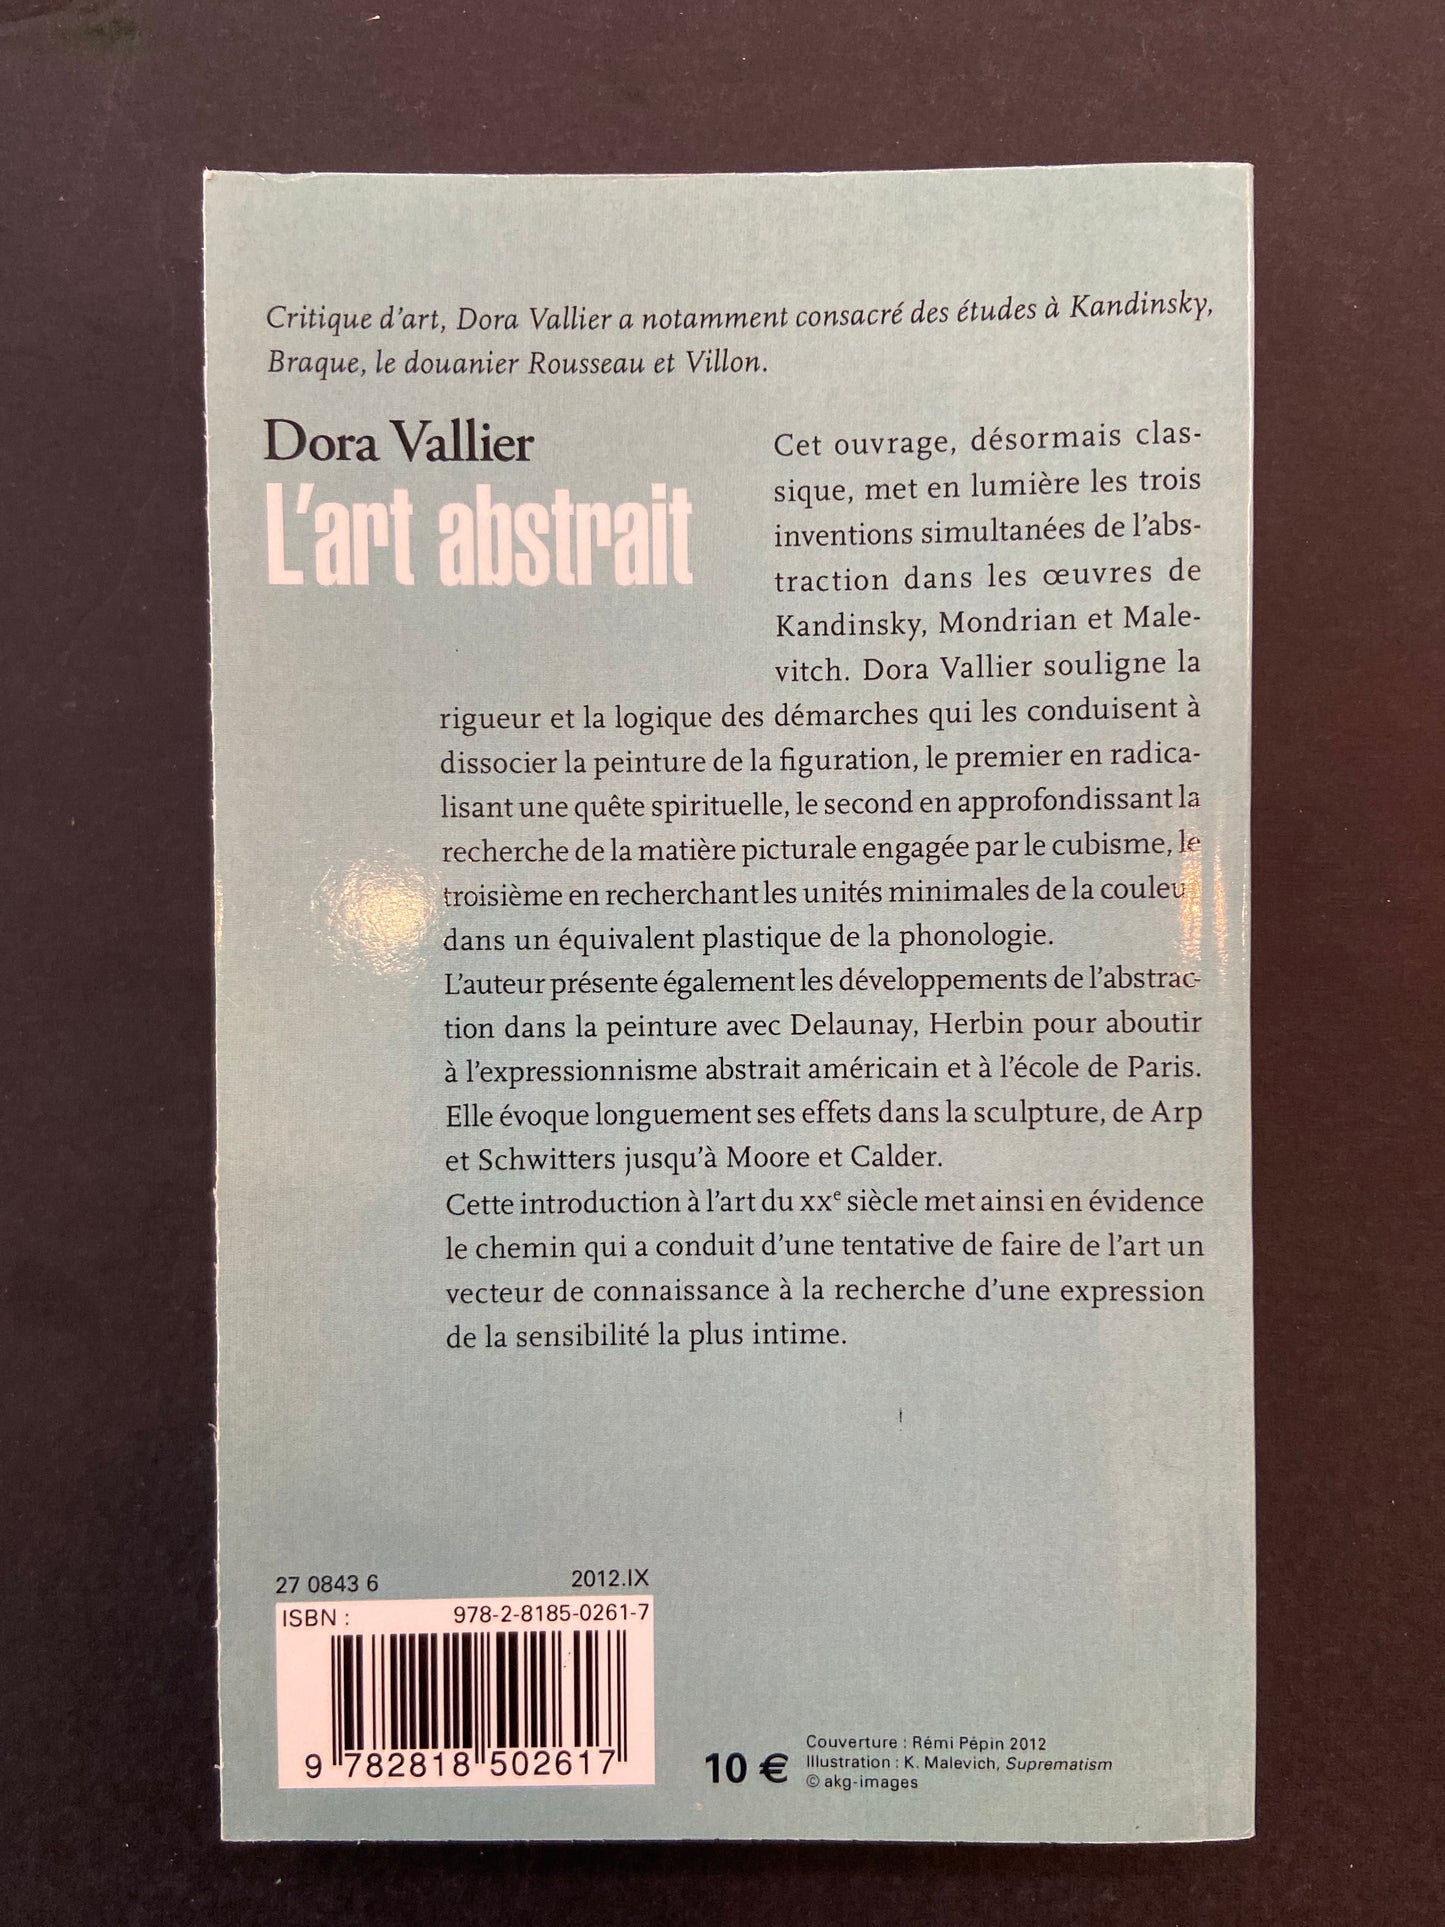 Critique d'art, Dora Vallier a notamment consacré des études à Kandinsky,
Braque, le douanier Rousseau et Villon.
Dora Vallier
L'art abstrait
Cet ouvrage, désormais clas-
sique, met en lumière les trois
inventions simultanées de l'abs-
traction dans les œuvres de
Kandinsky, Mondrian et Male-
vitch. Dora Vallier souligne la
rigueur et la logique des démarches qui les conduisent à
dissocier la peinture de la figuration, le premier en radica-
lisant une quête spirituelle, le second en approfondissant la
recherche de la matière picturale engagée par le cubisme, le
troisième en recherchant les unités minimales de la couleur
dans un équivalent plastique de la phonologie.
L'auteur présente également les développements de l'abstrac-
tion dans la peinture avec Delaunay, Herbin pour aboutir
à l'expressionnisme abstrait américain et à l'école de Paris.
Elle évoque longuement ses effets dans la sculpture, de Arp
et Schwitters jusqu'à Moore et Calder.
Cette introduction à l'art du XXe siècle met ainsi en évidence
le chemin qui a conduit d'une tentative de faire de l'art un
vecteur de connaissance à la recherche d'une expression
de la sensibilité la plus intime.
27 0843 6 2012.IX
ISBN : 978-2-8185-0261-7
9 782818 502617
10 €
Couverture : Rémi Pépin 2012
Illustration : K. Malevich, Suprematism
© akg-images